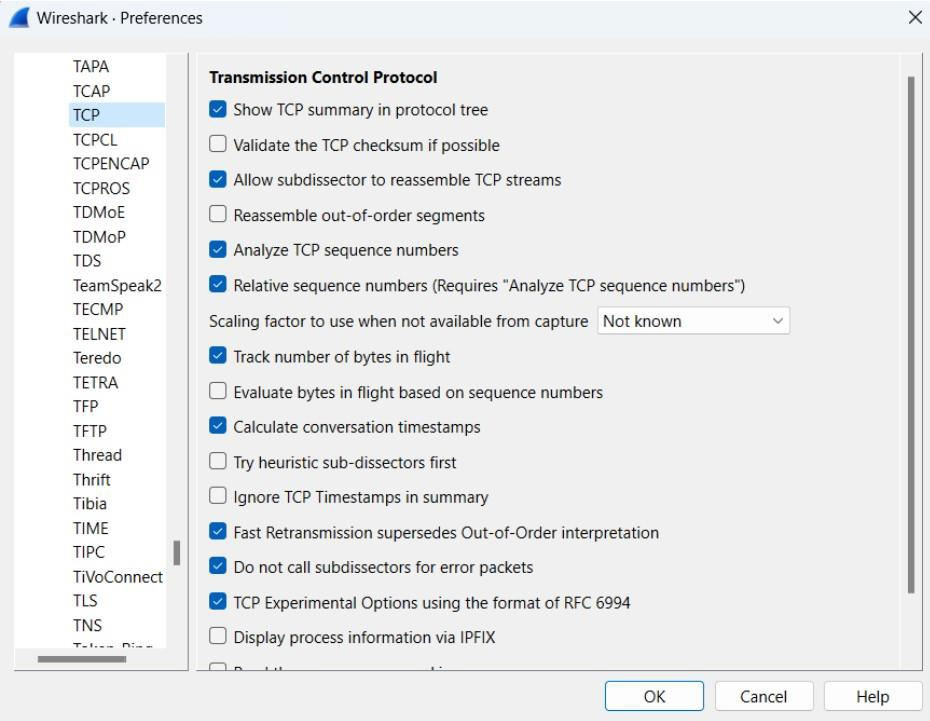 Wireshark · Preferences
TAPA
TCAP
TCP
TCPCL
TCPENCAP
TCPROS
TDMoE
TDMoP
TDS
TeamSpeak2
TECMP
TELNET
Teredo
TETRA
TFP
TFTP
Thread
Thrift
Tibia
TIME
TIPC
TiVoConnect
TLS
TNS
Transmission Control Protocol
Show TCP summary in protocol tree
Validate the TCP checksum if possible
Allow subdissector to reassemble TCP streams
Reassemble out-of-order segments
Analyze TCP sequence numbers
Relative sequence numbers (Requires "Analyze TCP sequence numbers")
Scaling factor to use when not available from capture Not known
Track number of bytes in flight
Evaluate bytes in flight based on sequence numbers
Calculate conversation timestamps
Try heuristic sub-dissectors first
Ignore TCP Timestamps in summary
Fast Retransmission supersedes Out-of-Order interpretation
Do not call subdissectors for error packets
TCP Experimental Options using the format of RFC 6994
Display process information via IPFIX
OK Cancel Help